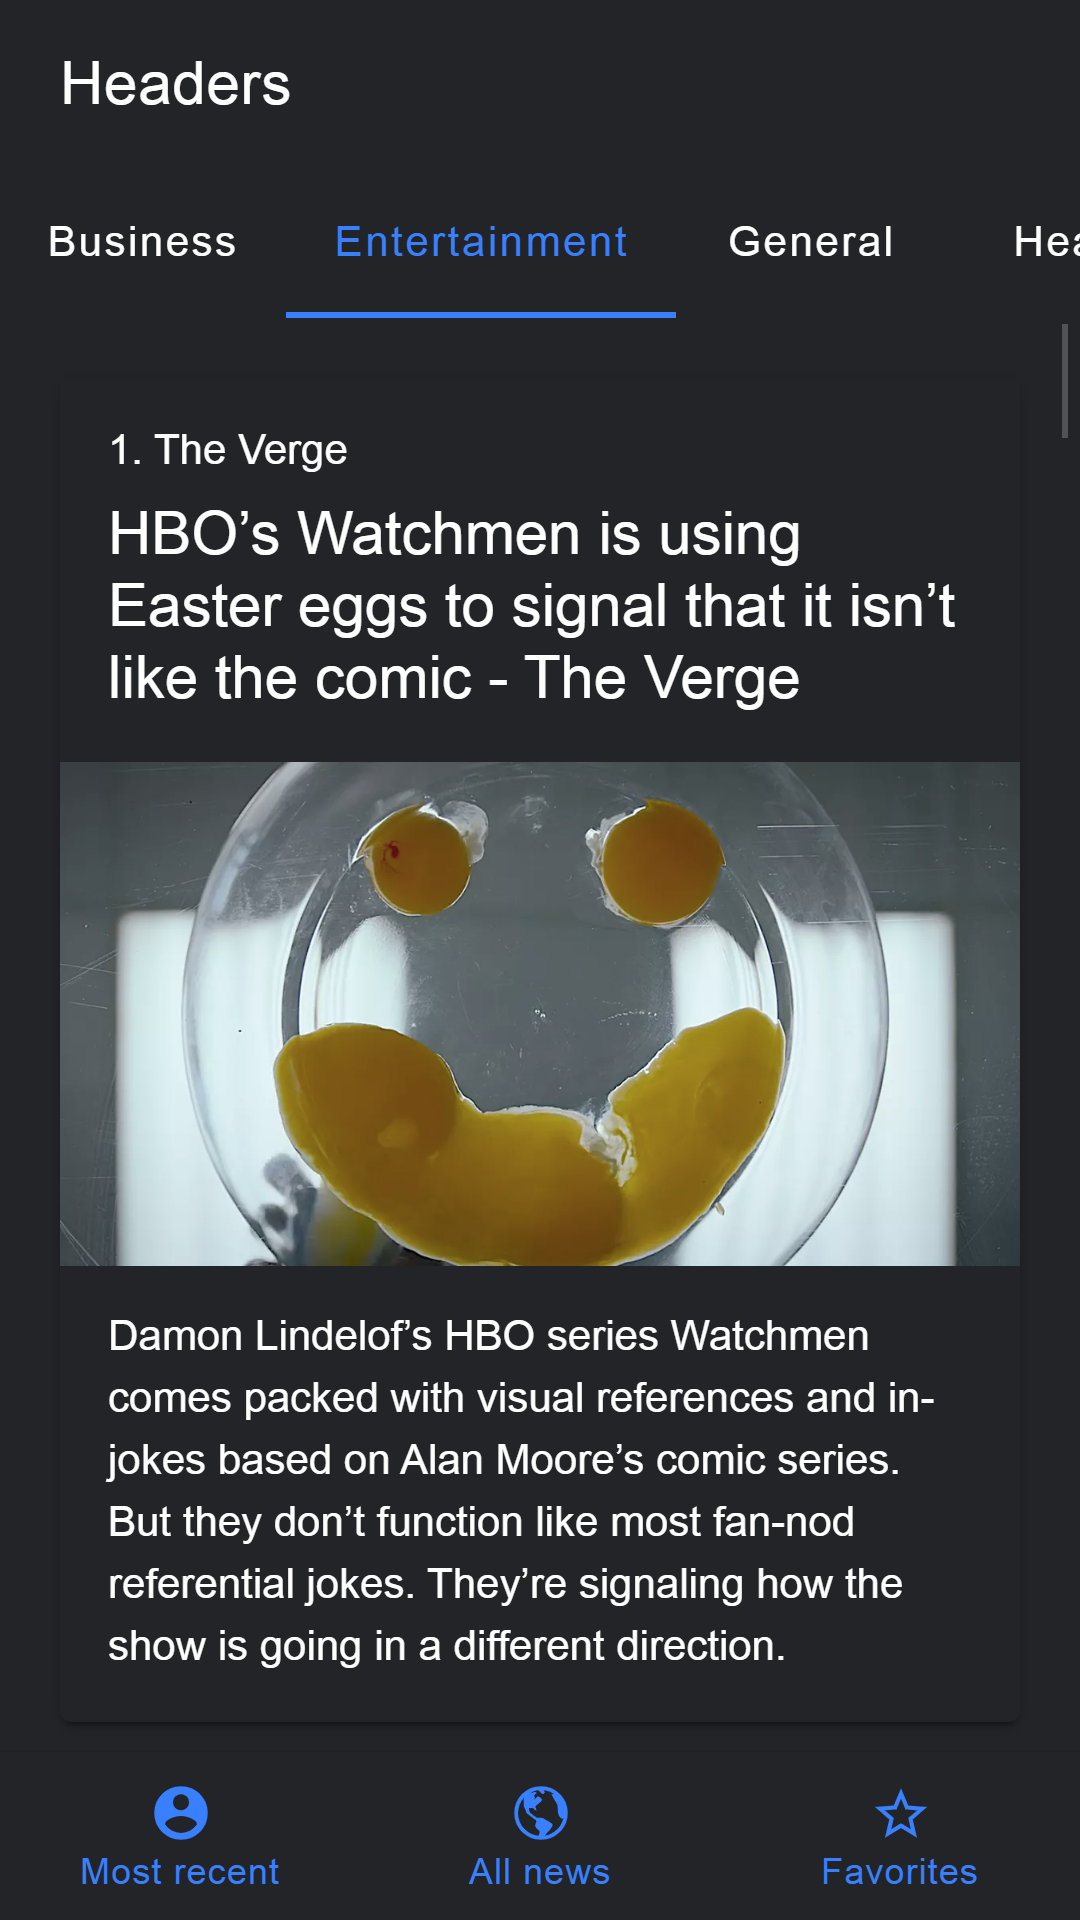 Headers
Business Entertainment General Hea
1. The Verge
HBO’s Watchmen is using
Easter eggs to signal that it isn’t
like the comic - The Verge
Damon Lindelof’s HBO series Watchmen
comes packed with visual references and in-
jokes based on Alan Moore’s comic series.
But they don’t function like most fan-nod
referential jokes. They’re signaling how the
show is going in a different direction.
Most recent All news Favorites